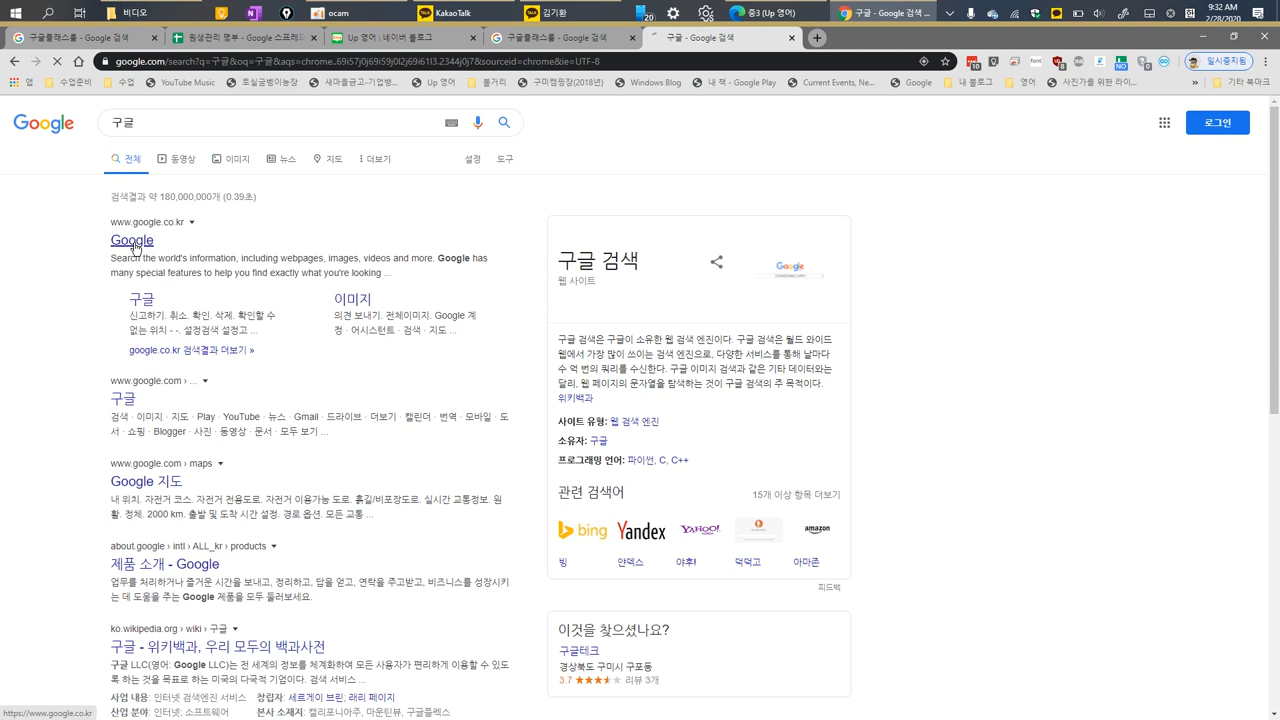 비디오
ocam
KakaoTalk
김기환
20
중3 (Up 영어)
구글 - Google 검색 ...
9:32 AM
2/28/2020
구글클래스룸 - Google 검색
원생관리 명부 - Google 스프레드
Up 영어 : 네이버 블로그
구글클래스룸 - Google 검색
구글 - Google 검색
google.com/search?q=구글&oq=구글&aqs=chrome..69i57j0j69i59j0l2j69i61l3.2344j0j7&sourceid=chrome&ie=UTF-8
일시중지됨
앱
수업준비
수업
YouTube Music
토실궁뱅이농장
새마을금고-기업뱅...
Up 영어
볼거리
구미캠핑장(2018년)
Windows Blog
내 책 - Google Play
Current Events, Ne...
Google
내 블로그
영어
사진가를 위한 라이...
»
기타 북마크
Google
구글
로그인
전체
동영상
이미지
뉴스
지도
더보기
설정
도구
검색결과 약 180,000,000개 (0.39초)
www.google.co.kr
Google
Search the world's information, including webpages, images, videos and more. Google has
many special features to help you find exactly what you're looking ...
구글
신고하기. 취소. 확인. 삭제. 확인할 수
없는 위치 - -. 설정검색 설정고 ...
이미지
의견 보내기. 전체이미지. Google 계
정 · 어시스턴트 · 검색 · 지도 ...
google.co.kr 검색결과 더보기 »
www.google.com › ...
구글
검색 · 이미지 · 지도 · Play · YouTube · 뉴스 · Gmail · 드라이브 · 더보기 · 캘린더 · 번역 · 모바일 · 도
서 · 쇼핑 · Blogger · 사진 · 동영상 · 문서 · 모두 보기 ...
www.google.com › maps
Google 지도
내 위치. 자전거 코스. 자전거 전용도로. 자전거 이용가능 도로. 흙길/비포장도로. 실시간 교통정보. 원
활. 정체. 2000 km. 출발 및 도착 시간 설정. 경로 옵션. 모든 교통 ...
about.google › intl › ALL_kr › products
제품 소개 - Google
업무를 처리하거나 즐거운 시간을 보내고, 정리하고, 답을 얻고, 연락을 주고받고, 비즈니스를 성장시키
는 데 도움을 주는 Google 제품을 모두 둘러보세요.
ko.wikipedia.org › wiki › 구글
구글 - 위키백과, 우리 모두의 백과사전
구글 LLC(영어: Google LLC)는 전 세계의 정보를 체계화하여 모든 사용자가 편리하게 이용할 수 있도
록 하는 것을 목표로 하는 미국의 다국적 기업이다. 검색 서비스 ...
사업 내용: 인터넷 검색엔진 서비스
창립자: 세르게이 브린; 래리 페이지
산업 분야: 인터넷, 소프트웨어
본사 소재지: 캘리포니아주, 마운틴뷰, 구글플렉스
https://www.google.co.kr
구글 검색
웹 사이트
Google
구글 검색은 구글이 소유한 웹 검색 엔진이다. 구글 검색은 월드 와이드
웹에서 가장 많이 쓰이는 검색 엔진으로, 다양한 서비스를 통해 날마다
수 억 번의 쿼리를 수신한다. 구글 이미지 검색과 같은 기타 데이터와는
달리, 웹 페이지의 문자열을 탐색하는 것이 구글 검색의 주 목적이다.
위키백과
사이트 유형: 웹 검색 엔진
소유자: 구글
프로그래밍 언어: 파이썬, C, C++
관련 검색어
15개 이상 항목 더보기
bing
Yandex
YAHOO!
amazon
빙
얀덱스
야후!
덕덕고
아마존
피드백
이것을 찾으셨나요?
구글테크
경상북도 구미시 구포동
3.7 ★★★★★ 리뷰 3개